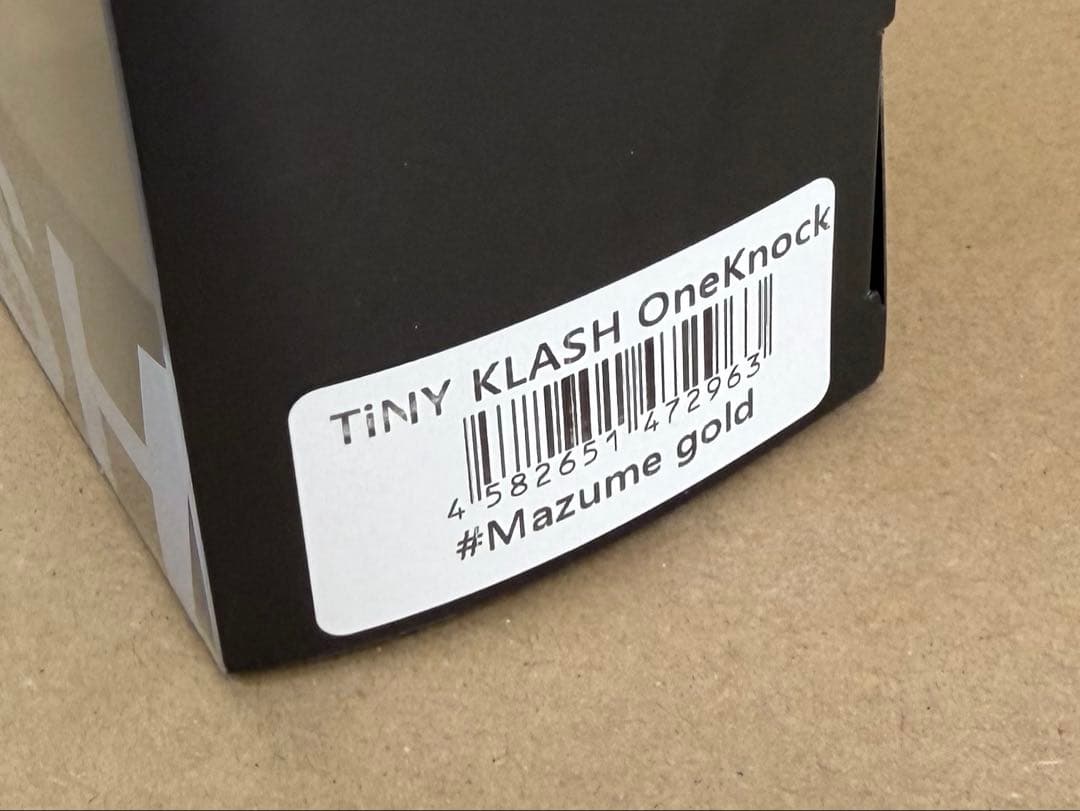 TiNY KLASH OneKnock
4 582651 472963
#Mazume gold